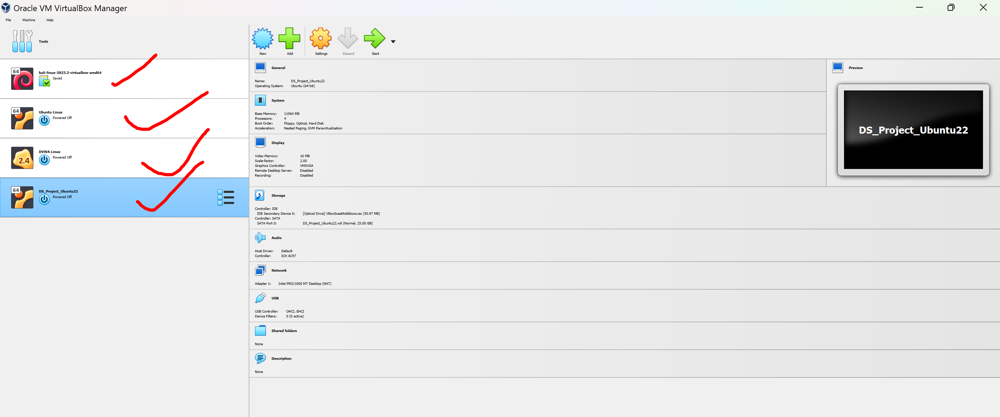 Oracle VM VirtualBox Manager
File Machine Help
Tools
New Add Settings Discard Start
64 kali-linux-2023.3-virtualbox-amd64
Saved
64 Ubuntu Linux
Powered Off
DVWA Linux
2.4 Powered Off
64 DS_Project_Ubuntu22
Powered Off
General
Name: DS_Project_Ubuntu22
Operating System: Ubuntu (64-bit)
System
Base Memory: 11064 MB
Processors: 4
Boot Order: Floppy, Optical, Hard Disk
Acceleration: Nested Paging, KVM Paravirtualization
Display
Video Memory: 16 MB
Scale-factor: 2.00
Graphics Controller: VMSVGA
Remote Desktop Server: Disabled
Recording: Disabled
Storage
Controller: IDE
IDE Secondary Device 0: [Optical Drive] VBoxGuestAdditions.iso (50.97 MB)
Controller: SATA
SATA Port 0: DS_Project_Ubuntu22.vdi (Normal, 25.00 GB)
Audio
Host Driver: Default
Controller: ICH AC97
Network
Adapter 1: Intel PRO/1000 MT Desktop (NAT)
USB
USB Controller: OHCI, EHCI
Device Filters: 0 (0 active)
Shared folders
None
Description
None
Preview
DS_Project_Ubuntu22